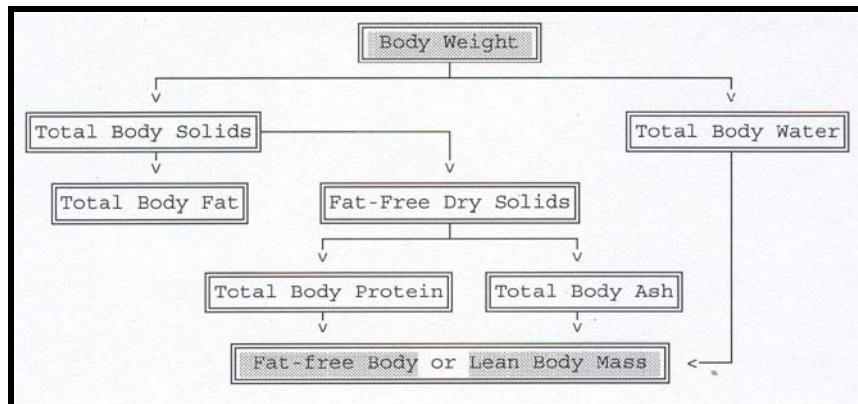 Body Weight
Total Body Solids
Total Body Water
Total Body Fat
Fat-Free Dry Solids
Total Body Protein
Total Body Ash
Fat-free Body or Lean Body Mass